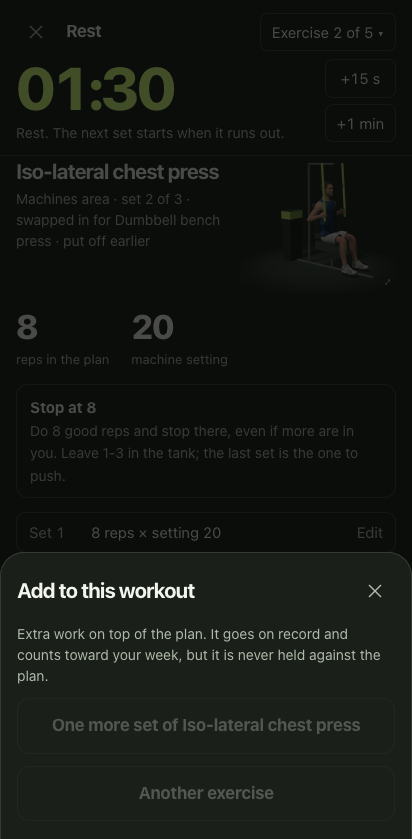 Rest
Exercise 2 of 5 ▾
01:30
+15 s
+1 min
Rest. The next set starts when it runs out.
Iso-lateral chest press
Machines area · set 2 of 3 ·
swapped in for Dumbbell bench
press · put off earlier
8
20
reps in the plan
machine setting
Stop at 8
Do 8 good reps and stop there, even if more are in
you. Leave 1-3 in the tank; the last set is the one to
push.
Set 1 8 reps × setting 20 Edit
Add to this workout
Extra work on top of the plan. It goes on record and
counts toward your week, but it is never held against the
plan.
One more set of Iso-lateral chest press
Another exercise